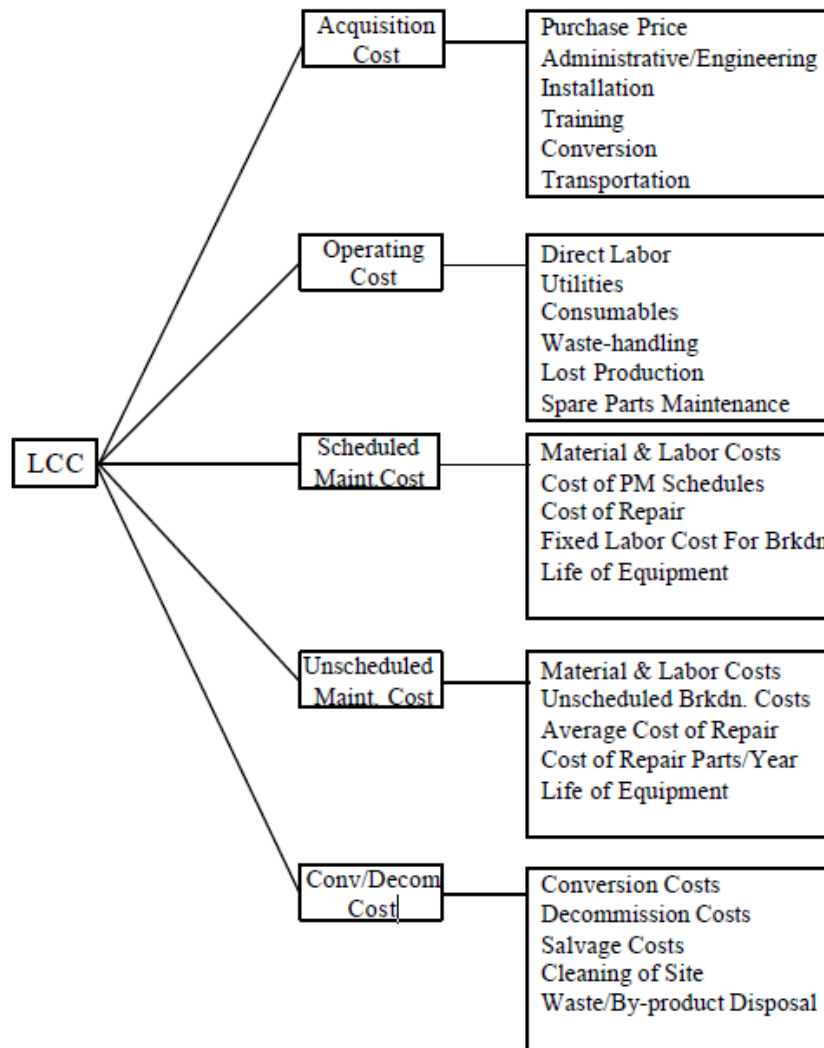 Acquisition
Cost
Purchase Price
Administrative/Engineering
Installation
Training
Conversion
Transportation
Operating
Cost
Direct Labor
Utilities
Consumables
Waste-handling
Lost Production
Spare Parts Maintenance
LCC
Scheduled
Maint.Cost
Material & Labor Costs
Cost of PM Schedules
Cost of Repair
Fixed Labor Cost For Brkdn
Life of Equipment
Unscheduled
Maint. Cost
Material & Labor Costs
Unscheduled Brkdn. Costs
Average Cost of Repair
Cost of Repair Parts/Year
Life of Equipment
Conv/Decom
Cost
Conversion Costs
Decommission Costs
Salvage Costs
Cleaning of Site
Waste/By-product Disposal